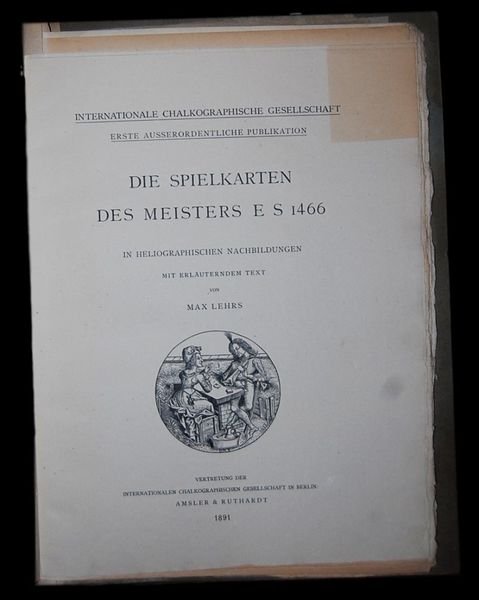 INTERNATIONALE CHALKOGRAPHISCHE GESELLSCHAFT
ERSTE AUSSERORDENTLICHE PUBLIKATION
DIE SPIELKARTEN
DES MEISTERS E S 1466
IN HELIOGRAPHISCHEN NACHBILDUNGEN
MIT ERLÄUTERNDEM TEXT
VON
MAX LEHRS
VERTRETUNG DER
INTERNATIONALEN CHALKOGRAPHISCHEN GESELLSCHAFT IN BERLIN:
AMSLER & RUTHARDT
1891